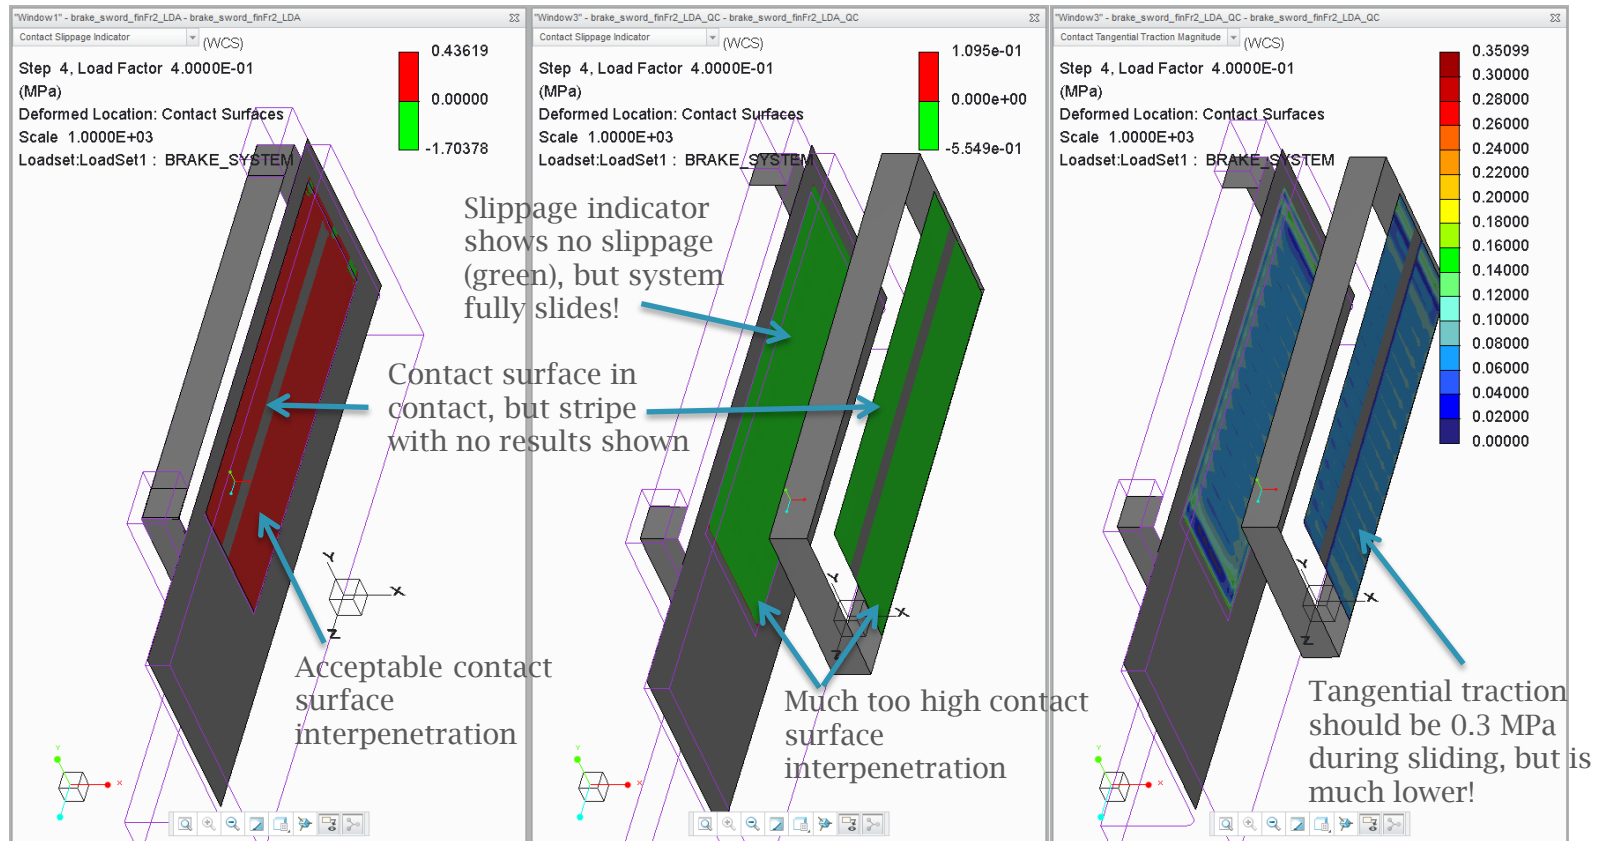 "Window1" - brake_sword_finFr2_LDA - brake_sword_finFr2_LDA
Contact Slippage Indicator
(WCS)
Step 4, Load Factor 4.0000E-01
(MPa)
Deformed Location: Contact Surfaces
Scale 1.0000E+03
Loadset:LoadSet1 : BRAKE_SYSTEM
0.43619
0.00000
-1.70378
"Window3" - brake_sword_finFr2_LDA_QC - brake_sword_finFr2_LDA_QC
Contact Slippage Indicator
(WCS)
Step 4, Load Factor 4.0000E-01
(MPa)
Deformed Location: Contact Surfaces
Scale 1.0000E+03
Loadset:LoadSet1 : BRAKE_SYSTEM
1.095e-01
0.000e+00
-5.549e-01
"Window3" - brake_sword_finFr2_LDA_QC - brake_sword_finFr2_LDA_QC
Contact Tangential Traction Magnitude
(WCS)
Step 4, Load Factor 4.0000E-01
(MPa)
Deformed Location: Contact Surfaces
Scale 1.0000E+03
Loadset:LoadSet1 : BRAKE_SYSTEM
0.35099
0.30000
0.28000
0.26000
0.24000
0.22000
0.20000
0.18000
0.16000
0.14000
0.12000
0.10000
0.08000
0.06000
0.04000
0.02000
0.00000
Slippage indicator
shows no slippage
(green), but system
fully slides!
Contact surface in
contact, but stripe
with no results shown
Acceptable contact
surface
interpenetration
Much too high contact
surface
interpenetration
Tangential traction
should be 0.3 MPa
during sliding, but is
much lower!
Y
X
Z
Y
X
Z
Y
X
Z
Y
X
Y
X
Y
X